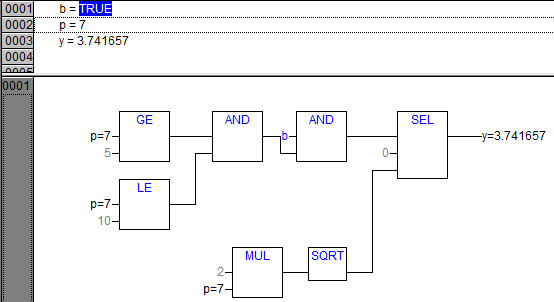 0001 b = TRUE
0002 p = 7
0003 y = 3.741657
0004
0005
0001
GE AND AND SEL
p=7 b y=3.741657
5 0
LE
p=7
10
MUL SQRT
2
p=7